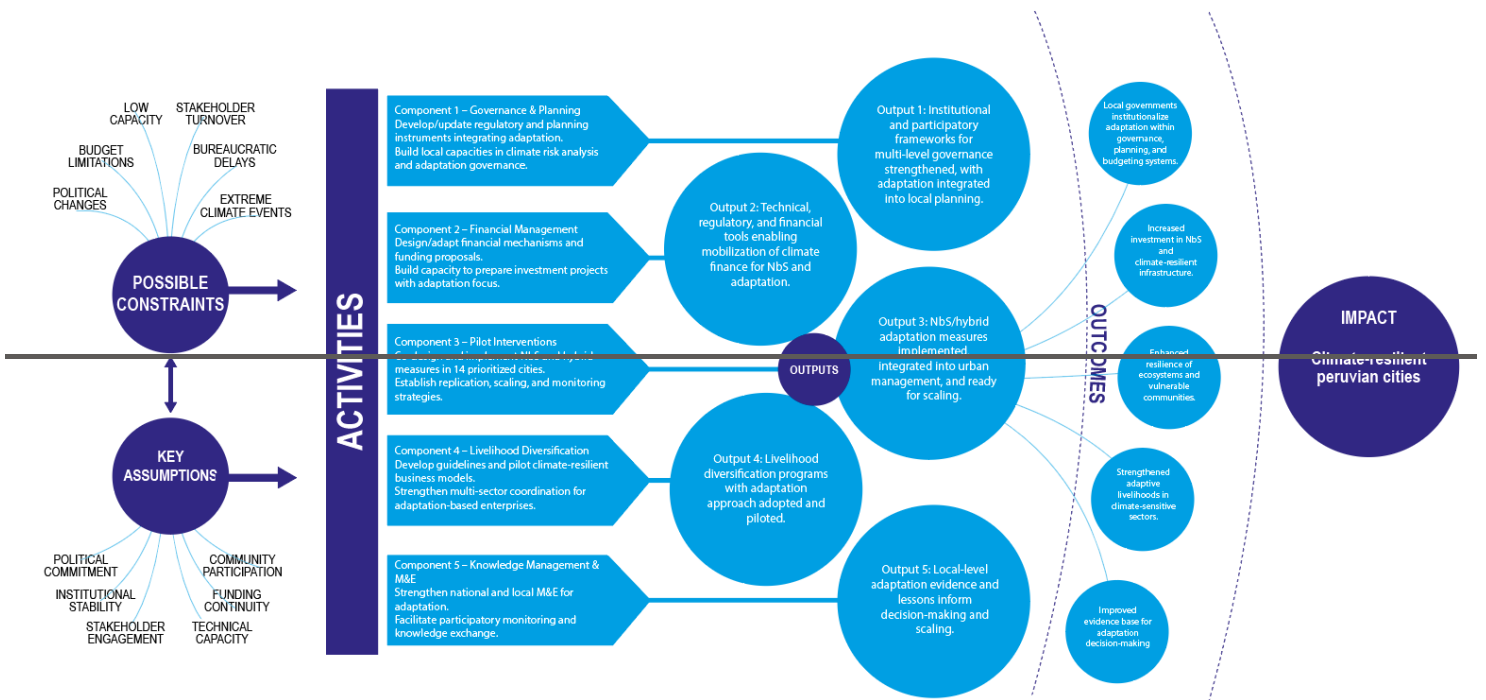 LOW
CAPACITY
STAKEHOLDER
TURNOVER
BUDGET
LIMITATIONS
BUREAUCRATIC
DELAYS
POLITICAL
CHANGES
EXTREME
CLIMATE EVENTS
POSSIBLE
CONSTRAINTS
KEY
ASSUMPTIONS
POLITICAL
COMMITMENT
COMMUNITY
PARTICIPATION
INSTITUTIONAL
STABILITY
FUNDING
CONTINUITY
STAKEHOLDER
ENGAGEMENT
TECHNICAL
CAPACITY
ACTIVITIES
Component 1 – Governance & Planning
Develop/update regulatory and planning
instruments integrating adaptation.
Build local capacities in climate risk analysis
and adaptation governance.
Component 2 – Financial Management
Design/adapt financial mechanisms and
funding proposals.
Build capacity to prepare investment projects
with adaptation focus.
Component 3 – Pilot Interventions
and hybrid
measures in 14 prioritized cities.
Establish replication, scaling, and monitoring
strategies.
Component 4 – Livelihood Diversification
Develop guidelines and pilot climate-resilient
business models.
Strengthen multi-sector coordination for
adaptation-based enterprises.
Component 5 – Knowledge Management &
M&E
Strengthen national and local M&E for
adaptation.
Facilitate participatory monitoring and
knowledge exchange.
Output 1: Institutional
and participatory
frameworks for
multi-level governance
strengthened, with
adaptation integrated
into local planning.
Output 2: Technical,
regulatory, and financial
tools enabling
mobilization of climate
finance for NbS and
adaptation.
OUTPUTS
Output 3: NbS/hybrid
adaptation measures
implemented,
integrated into urban
management, and ready
for scaling.
Output 4: Livelihood
diversification programs
with adaptation
approach adopted and
piloted.
Output 5: Local-level
adaptation evidence and
lessons inform
decision-making and
scaling.
OUTCOMES
Local governments
institutionalize
adaptation within
governance,
planning, and
budgeting systems.
Increased
investment in NbS
and
climate-resilient
infrastructure.
Enhanced
resilience of
ecosystems and
vulnerable
communities.
Strengthened
adaptive
livelihoods in
climate-sensitive
sectors.
Improved
evidence base for
adaptation
decision-making
IMPACT
Climate-resilient
peruvian cities